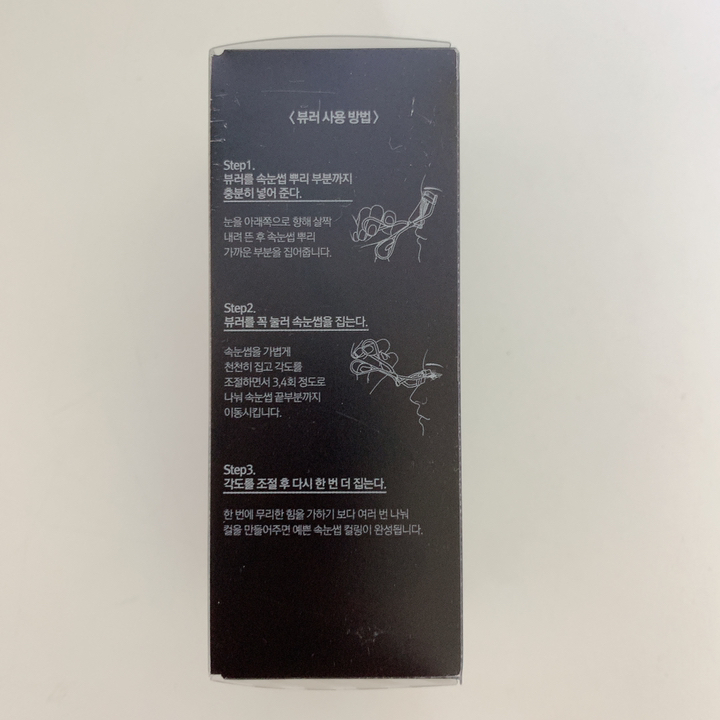 〈 뷰러 사용 방법 〉
Step1.
뷰러를 속눈썹 뿌리 부분까지
충분히 넣어 준다.
눈을 아래쪽으로 향해 살짝
내려 뜬 후 속눈썹 뿌리
가까운 부분을 집어줍니다.
Step2.
뷰러를 꼭 눌러 속눈썹을 집는다.
속눈썹을 가볍게
천천히 집고 각도를
조절하면서 3,4회 정도로
나눠 속눈썹 끝부분까지
이동시킵니다.
Step3.
각도를 조절 후 다시 한 번 더 집는다.
한 번에 무리한 힘을 가하기 보다 여러 번 나눠
컬을 만들어주면 예쁜 속눈썹 컬링이 완성됩니다.